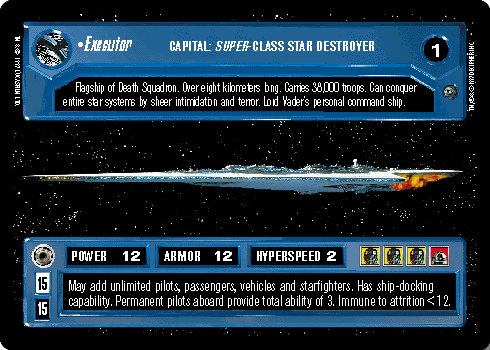 •Executor
CAPITAL: SUPER-CLASS STAR DESTROYER
1
Flagship of Death Squadron. Over eight kilometers long. Carries 38,000 troops. Can conquer
entire star systems by sheer intimidation and terror. Lord Vader's personal command ship.
POWER 12 ARMOR 12 HYPERSPEED 2
15
15
May add unlimited pilots, passengers, vehicles and starfighters. Has ship-docking
capability. Permanent pilots aboard provide total ability of 3. Immune to attrition < 12.